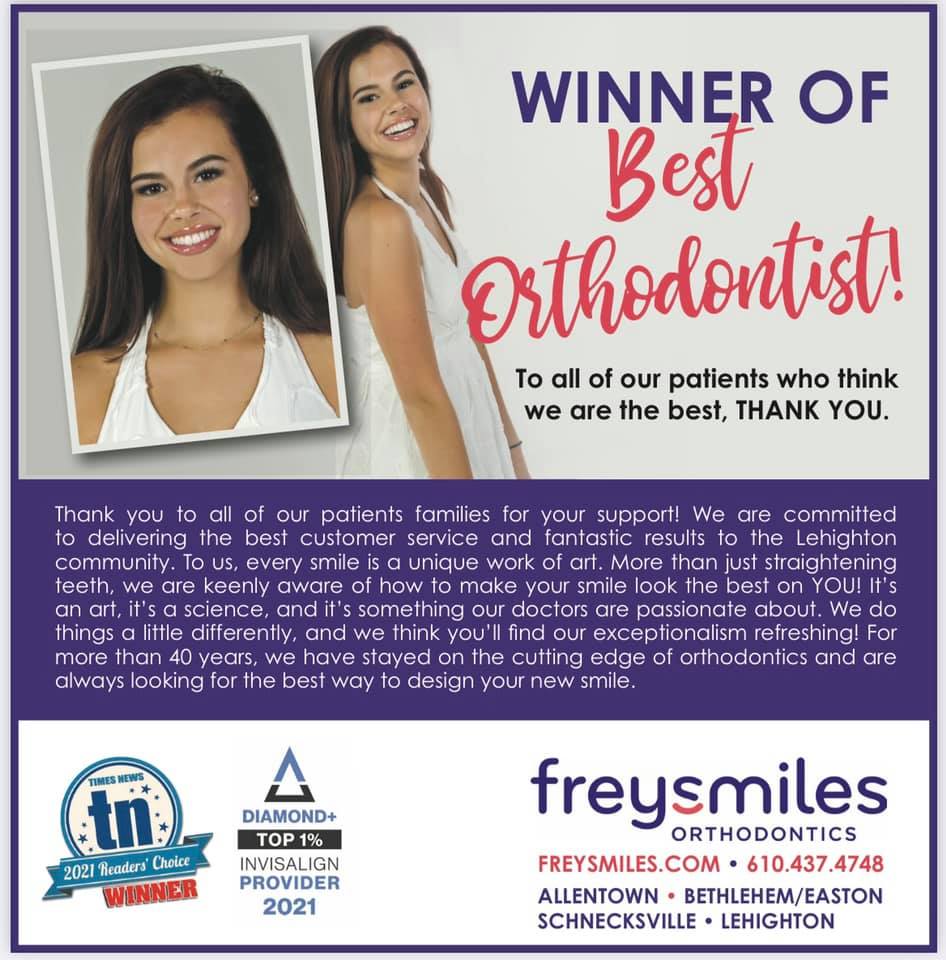 WINNER OF
Best
Orthodontist!
To all of our patients who think
we are the best, THANK YOU.
Thank you to all of our patients families for your support! We are committed
to delivering the best customer service and fantastic results to the Lehighton
community. To us, every smile is a unique work of art. More than just straightening
teeth, we are keenly aware of how to make your smile look the best on YOU! It's
an art, it's a science, and it's something our doctors are passionate about. We do
things a little differently, and we think you'll find our exceptionalism refreshing! For
more than 40 years, we have stayed on the cutting edge of orthodontics and are
always looking for the best way to design your new smile.
TIMES NEWS
tn
2021 Readers' Choice
WINNER
DIAMOND+
TOP 1%
INVISALIGN
PROVIDER
2021
freysmiles
ORTHODONTICS
FREYSMILES.COM • 610.437.4748
ALLENTOWN • BETHLEHEM/EASTON
SCHNECKSVILLE • LEHIGHTON